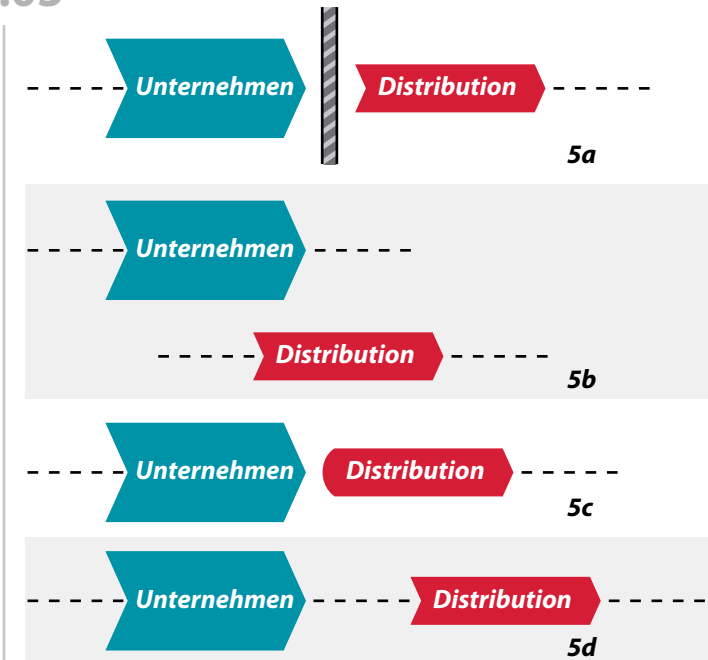 Unternehmen Distribution
5a
Unternehmen
Distribution
5b
Unternehmen Distribution
5c
Unternehmen Distribution
5d